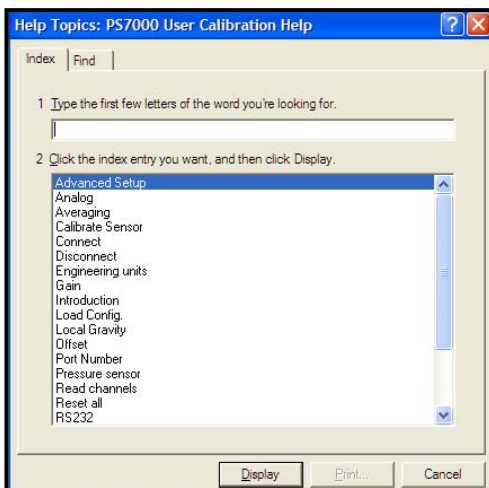 Help Topics: PS7000 User Calibration Help
Index
Find
1 Type the first few letters of the word you're looking for.
2 Click the index entry you want, and then click Display.
Advanced Setup
Analog
Averaging
Calibrate Sensor
Connect
Disconnect
Engineering units
Gain
Introduction
Load Config.
Local Gravity
Offset
Port Number
Pressure sensor
Read channels
Reset all
RS232
Display
Print...
Cancel